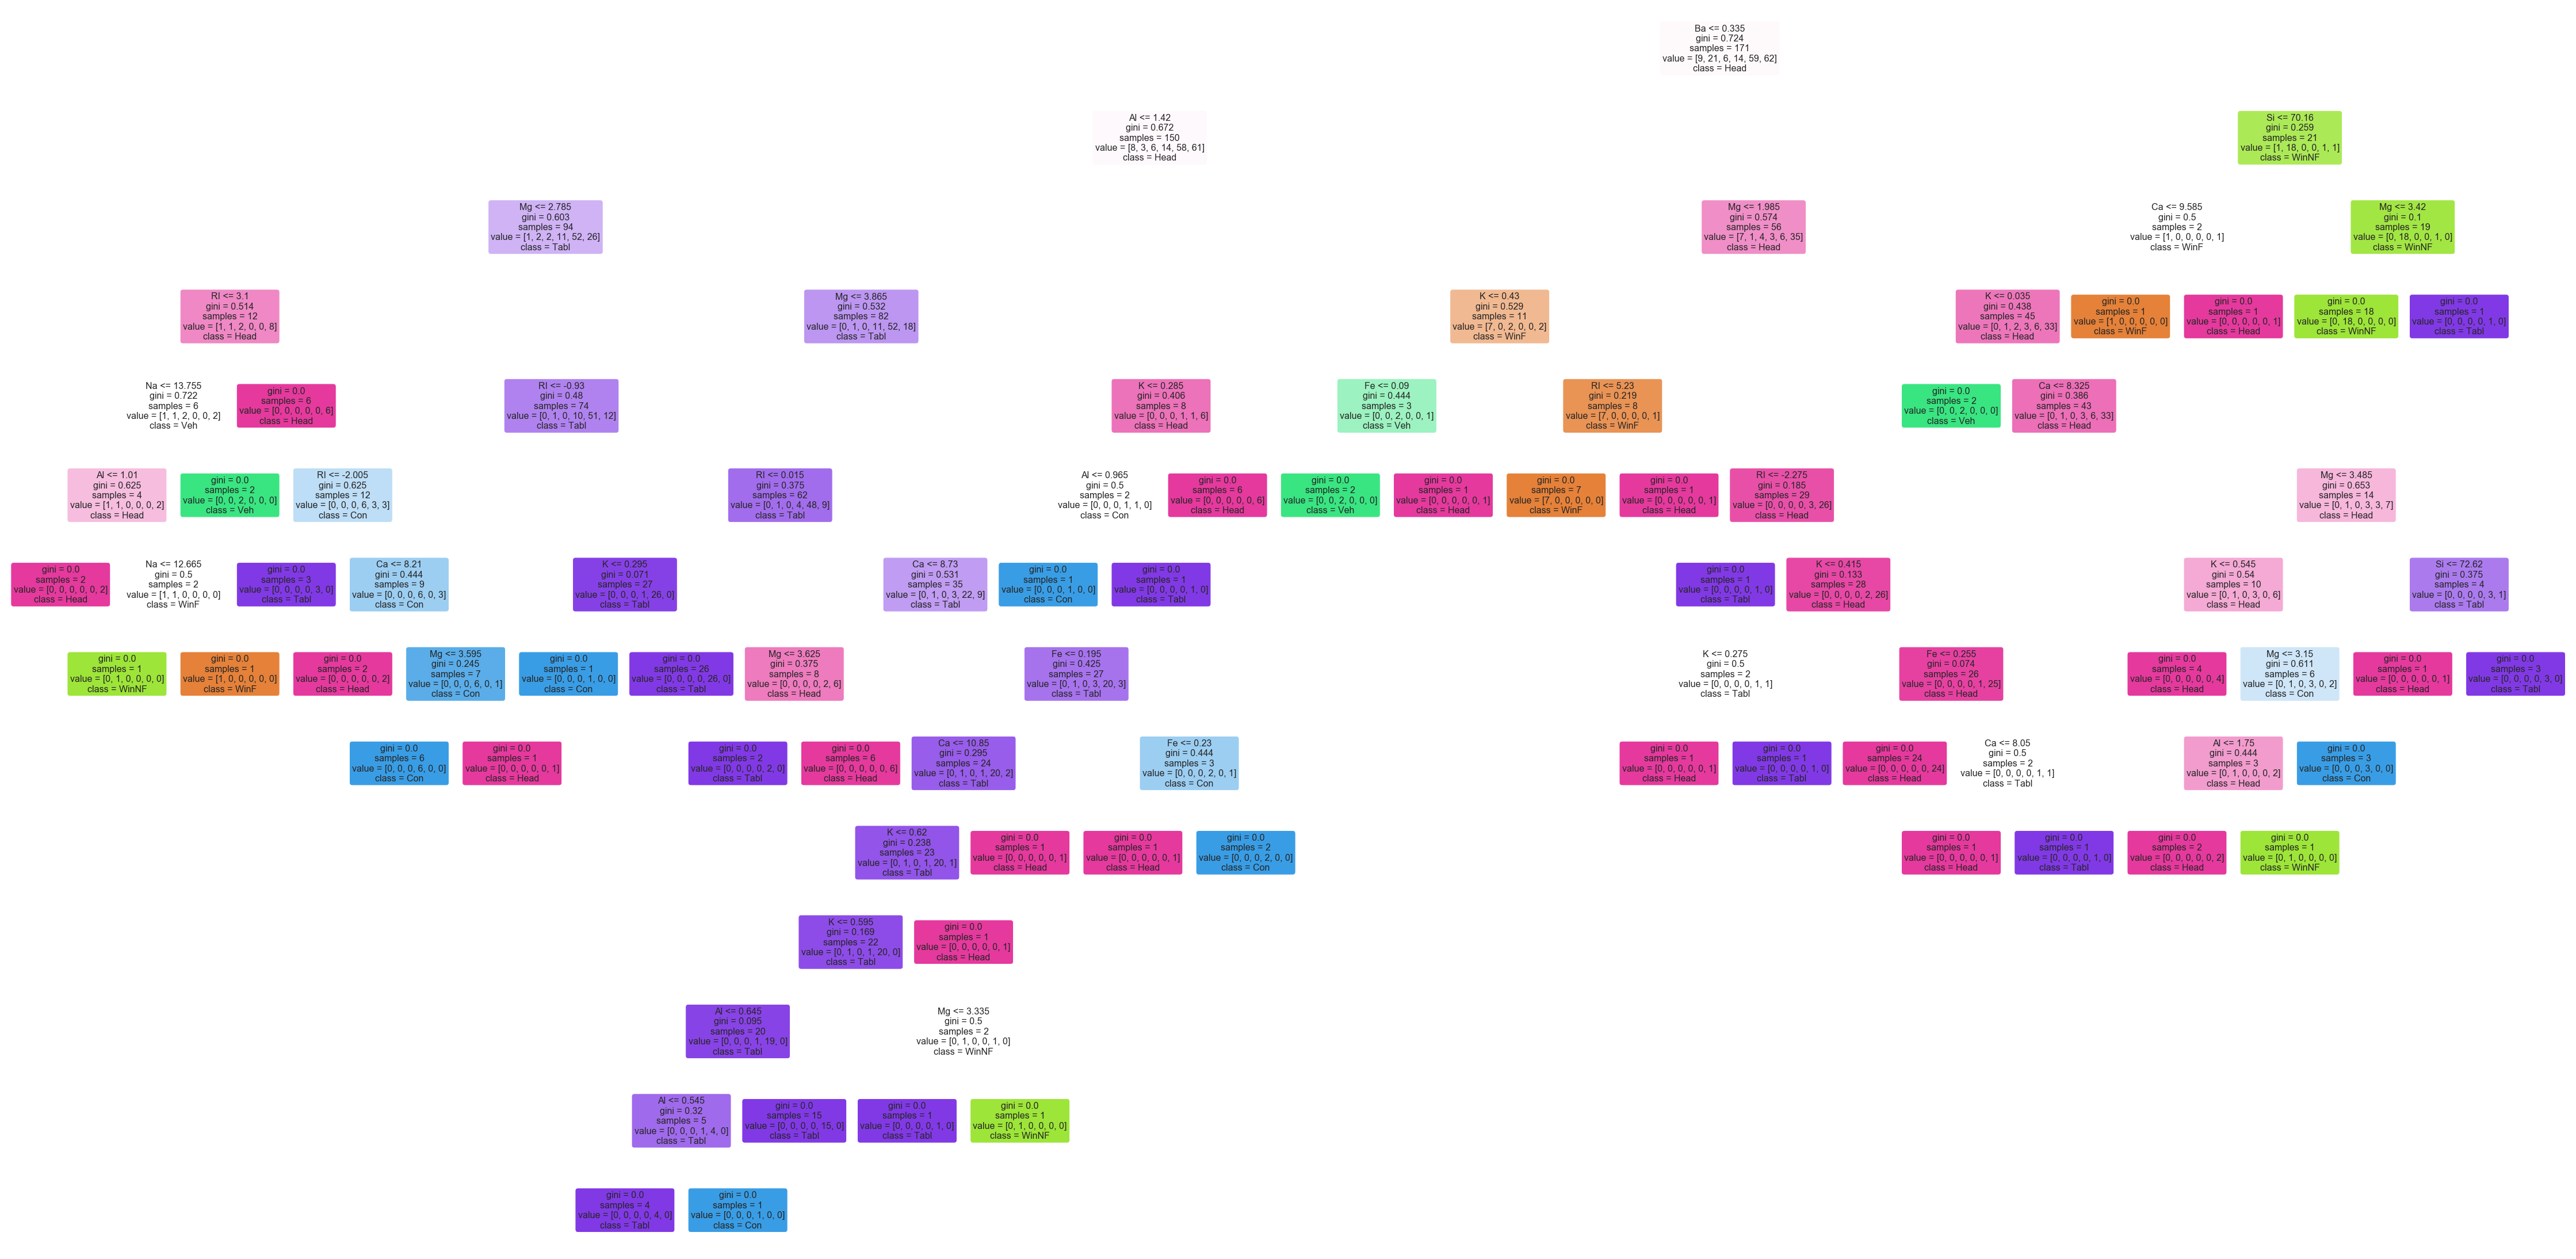 Ba <= 0.335
gini = 0.724
samples = 171
value = [9, 21, 6, 14, 59, 62]
class = Head
Al <= 1.42
gini = 0.672
samples = 150
value = [8, 3, 6, 14, 58, 61]
class = Head
Si <= 70.16
gini = 0.259
samples = 21
value = [1, 18, 0, 0, 1, 1]
class = WinNF
Mg <= 2.785
gini = 0.603
samples = 94
value = [1, 2, 2, 11, 52, 26]
class = Tabl
Mg <= 1.985
gini = 0.574
samples = 56
value = [7, 1, 4, 3, 6, 35]
class = Head
Ca <= 9.585
gini = 0.5
samples = 2
value = [1, 0, 0, 0, 0, 1]
class = WinF
Mg <= 3.42
gini = 0.1
samples = 19
value = [0, 18, 0, 0, 1, 0]
class = WinNF
RI <= 3.1
gini = 0.514
samples = 12
value = [1, 1, 2, 0, 0, 8]
class = Head
Mg <= 3.865
gini = 0.532
samples = 82
value = [0, 1, 0, 11, 52, 18]
class = Tabl
K <= 0.43
gini = 0.529
samples = 11
value = [7, 0, 2, 0, 0, 2]
class = WinF
K <= 0.035
gini = 0.438
samples = 45
value = [0, 1, 2, 3, 6, 33]
class = Head
gini = 0.0
samples = 1
value = [1, 0, 0, 0, 0, 0]
class = WinF
gini = 0.0
samples = 1
value = [0, 0, 0, 0, 0, 1]
class = Head
gini = 0.0
samples = 18
value = [0, 18, 0, 0, 0, 0]
class = WinNF
gini = 0.0
samples = 1
value = [0, 0, 0, 0, 1, 0]
class = Tabl
Na <= 13.755
gini = 0.722
samples = 6
value = [1, 1, 2, 0, 0, 2]
class = Veh
gini = 0.0
samples = 6
value = [0, 0, 0, 0, 0, 6]
class = Head
RI <= -0.93
gini = 0.48
samples = 74
value = [0, 1, 0, 10, 51, 12]
class = Tabl
K <= 0.285
gini = 0.406
samples = 8
value = [0, 0, 0, 1, 1, 6]
class = Head
Fe <= 0.09
gini = 0.444
samples = 3
value = [0, 0, 2, 0, 0, 1]
class = Veh
RI <= 5.23
gini = 0.219
samples = 8
value = [7, 0, 0, 0, 0, 1]
class = WinF
gini = 0.0
samples = 2
value = [0, 0, 2, 0, 0, 0]
class = Veh
Ca <= 8.325
gini = 0.386
samples = 43
value = [0, 1, 0, 3, 6, 33]
class = Head
Al <= 1.01
gini = 0.625
samples = 4
value = [1, 1, 0, 0, 0, 2]
class = Head
gini = 0.0
samples = 2
value = [0, 0, 2, 0, 0, 0]
class = Veh
RI <= -2.005
gini = 0.625
samples = 12
value = [0, 0, 0, 6, 3, 3]
class = Con
RI <= 0.015
gini = 0.375
samples = 62
value = [0, 1, 0, 4, 48, 9]
class = Tabl
Al <= 0.965
gini = 0.5
samples = 2
value = [0, 0, 0, 1, 1, 0]
class = Con
gini = 0.0
samples = 6
value = [0, 0, 0, 0, 0, 6]
class = Head
gini = 0.0
samples = 2
value = [0, 0, 2, 0, 0, 0]
class = Veh
gini = 0.0
samples = 1
value = [0, 0, 0, 0, 0, 1]
class = Head
gini = 0.0
samples = 7
value = [7, 0, 0, 0, 0, 0]
class = WinF
gini = 0.0
samples = 1
value = [0, 0, 0, 0, 0, 1]
class = Head
RI <= -2.275
gini = 0.185
samples = 29
value = [0, 0, 0, 0, 3, 26]
class = Head
Mg <= 3.485
gini = 0.653
samples = 14
value = [0, 1, 0, 3, 3, 7]
class = Head
gini = 0.0
samples = 2
value = [0, 0, 0, 0, 0, 2]
class = Head
Na <= 12.665
gini = 0.5
samples = 2
value = [1, 1, 0, 0, 0, 0]
class = WinF
gini = 0.0
samples = 3
value = [0, 0, 0, 0, 3, 0]
class = Tabl
Ca <= 8.21
gini = 0.444
samples = 9
value = [0, 0, 0, 6, 0, 3]
class = Con
K <= 0.295
gini = 0.071
samples = 27
value = [0, 0, 0, 1, 26, 0]
class = Tabl
Ca <= 8.73
gini = 0.531
samples = 35
value = [0, 1, 0, 3, 22, 9]
class = Tabl
gini = 0.0
samples = 1
value = [0, 0, 0, 1, 0, 0]
class = Con
gini = 0.0
samples = 1
value = [0, 0, 0, 0, 1, 0]
class = Tabl
gini = 0.0
samples = 1
value = [0, 0, 0, 0, 1, 0]
class = Tabl
K <= 0.415
gini = 0.133
samples = 28
value = [0, 0, 0, 0, 2, 26]
class = Head
K <= 0.545
gini = 0.54
samples = 10
value = [0, 1, 0, 3, 0, 6]
class = Head
Si <= 72.62
gini = 0.375
samples = 4
value = [0, 0, 0, 0, 3, 1]
class = Tabl
gini = 0.0
samples = 1
value = [0, 1, 0, 0, 0, 0]
class = WinNF
gini = 0.0
samples = 1
value = [1, 0, 0, 0, 0, 0]
class = WinF
gini = 0.0
samples = 2
value = [0, 0, 0, 0, 0, 2]
class = Head
Mg <= 3.595
gini = 0.245
samples = 7
value = [0, 0, 0, 6, 0, 1]
class = Con
gini = 0.0
samples = 1
value = [0, 0, 0, 1, 0, 0]
class = Con
gini = 0.0
samples = 26
value = [0, 0, 0, 0, 26, 0]
class = Tabl
Mg <= 3.625
gini = 0.375
samples = 8
value = [0, 0, 0, 0, 2, 6]
class = Head
Fe <= 0.195
gini = 0.425
samples = 27
value = [0, 1, 0, 3, 20, 3]
class = Tabl
K <= 0.275
gini = 0.5
samples = 2
value = [0, 0, 0, 0, 1, 1]
class = Tabl
Fe <= 0.255
gini = 0.074
samples = 26
value = [0, 0, 0, 0, 1, 25]
class = Head
gini = 0.0
samples = 4
value = [0, 0, 0, 0, 0, 4]
class = Head
Mg <= 3.15
gini = 0.611
samples = 6
value = [0, 1, 0, 3, 0, 2]
class = Con
gini = 0.0
samples = 1
value = [0, 0, 0, 0, 0, 1]
class = Head
gini = 0.0
samples = 3
value = [0, 0, 0, 0, 3, 0]
class = Tabl
gini = 0.0
samples = 6
value = [0, 0, 0, 6, 0, 0]
class = Con
gini = 0.0
samples = 1
value = [0, 0, 0, 0, 0, 1]
class = Head
gini = 0.0
samples = 2
value = [0, 0, 0, 0, 2, 0]
class = Tabl
gini = 0.0
samples = 6
value = [0, 0, 0, 0, 0, 6]
class = Head
Ca <= 10.85
gini = 0.295
samples = 24
value = [0, 1, 0, 1, 20, 2]
class = Tabl
Fe <= 0.23
gini = 0.444
samples = 3
value = [0, 0, 0, 2, 0, 1]
class = Con
gini = 0.0
samples = 1
value = [0, 0, 0, 0, 0, 1]
class = Head
gini = 0.0
samples = 1
value = [0, 0, 0, 0, 1, 0]
class = Tabl
gini = 0.0
samples = 24
value = [0, 0, 0, 0, 0, 24]
class = Head
Ca <= 8.05
gini = 0.5
samples = 2
value = [0, 0, 0, 0, 1, 1]
class = Tabl
Al <= 1.75
gini = 0.444
samples = 3
value = [0, 1, 0, 0, 0, 2]
class = Head
gini = 0.0
samples = 3
value = [0, 0, 0, 3, 0, 0]
class = Con
K <= 0.62
gini = 0.238
samples = 23
value = [0, 1, 0, 1, 20, 1]
class = Tabl
gini = 0.0
samples = 1
value = [0, 0, 0, 0, 0, 1]
class = Head
gini = 0.0
samples = 1
value = [0, 0, 0, 0, 0, 1]
class = Head
gini = 0.0
samples = 2
value = [0, 0, 0, 2, 0, 0]
class = Con
gini = 0.0
samples = 1
value = [0, 0, 0, 0, 0, 1]
class = Head
gini = 0.0
samples = 1
value = [0, 0, 0, 0, 1, 0]
class = Tabl
gini = 0.0
samples = 2
value = [0, 0, 0, 0, 0, 2]
class = Head
gini = 0.0
samples = 1
value = [0, 1, 0, 0, 0, 0]
class = WinNF
K <= 0.595
gini = 0.169
samples = 22
value = [0, 1, 0, 1, 20, 0]
class = Tabl
gini = 0.0
samples = 1
value = [0, 0, 0, 0, 0, 1]
class = Head
Al <= 0.645
gini = 0.095
samples = 20
value = [0, 0, 0, 1, 19, 0]
class = Tabl
Mg <= 3.335
gini = 0.5
samples = 2
value = [0, 1, 0, 0, 1, 0]
class = WinNF
Al <= 0.545
gini = 0.32
samples = 5
value = [0, 0, 0, 1, 4, 0]
class = Tabl
gini = 0.0
samples = 15
value = [0, 0, 0, 0, 15, 0]
class = Tabl
gini = 0.0
samples = 1
value = [0, 0, 0, 0, 1, 0]
class = Tabl
gini = 0.0
samples = 1
value = [0, 1, 0, 0, 0, 0]
class = WinNF
gini = 0.0
samples = 4
value = [0, 0, 0, 0, 4, 0]
class = Tabl
gini = 0.0
samples = 1
value = [0, 0, 0, 1, 0, 0]
class = Con